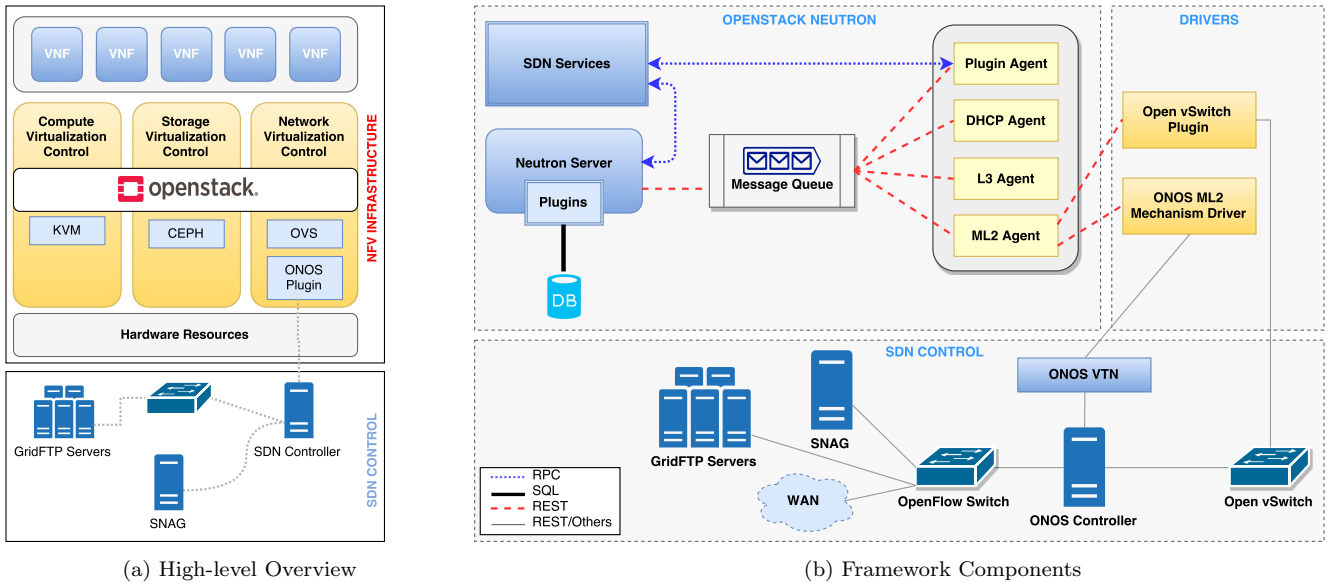 VNF VNF VNF VNF VNF
Compute
Virtualization
Control
Storage
Virtualization
Control
Network
Virtualization
Control
openstack.
KVM
CEPH
OVS
ONOS
Plugin
NFV INFRASTRUCTURE
Hardware Resources
GridFTP Servers
SDN Controller
SNAG
SDN CONTROL
(a) High-level Overview
OPENSTACK NEUTRON
SDN Services
Neutron Server
Plugins
DB
Message Queue
Plugin Agent
DHCP Agent
L3 Agent
ML2 Agent
DRIVERS
Open vSwitch
Plugin
ONOS ML2
Mechanism Driver
SDN CONTROL
ONOS VTN
SNAG
GridFTP Servers
WAN
OpenFlow Switch
ONOS Controller
Open vSwitch
RPC
SQL
REST
REST/Others
(b) Framework Components